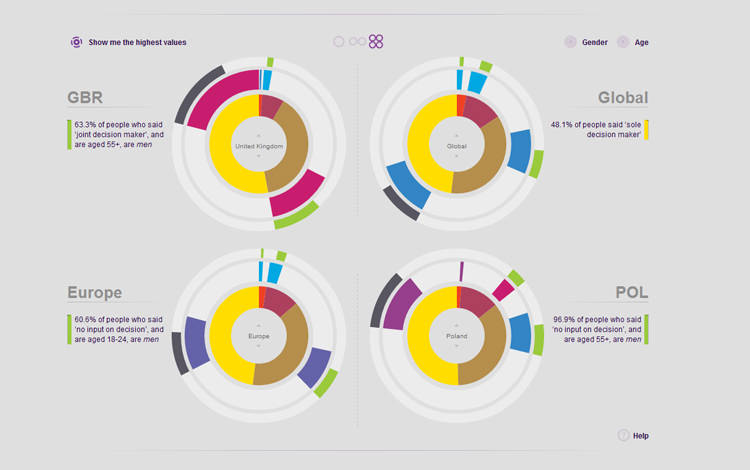 Show me the highest values
Gender
Age
GBR
63.3% of people who said
'joint decision maker', and
are aged 55+, are men
United Kingdom
Global
48.1% of people said 'sole
decision maker'
Global
Europe
60.6% of people who said
'no input on decision', and
are aged 18-24, are men
Europe
POL
96.9% of people who said
'no input on decision', and
are aged 55+, are men
Poland
? Help